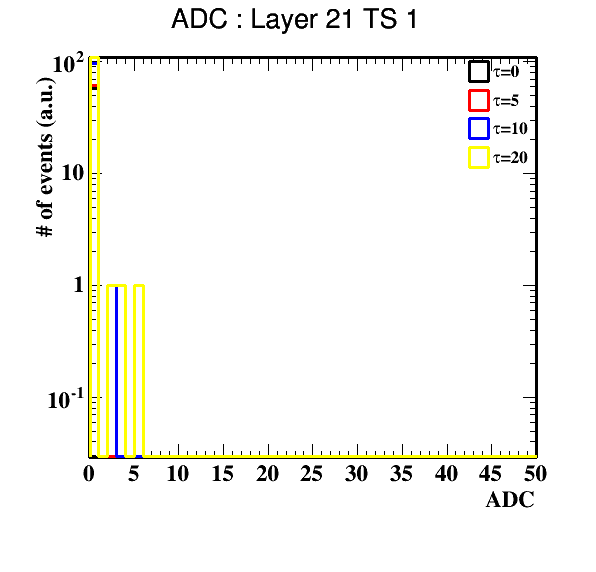 ADC : Layer 21 TS 1
# of events (a.u.)
10²
10
1
10⁻¹
τ=0
τ=5
τ=10
τ=20
0 5 10 15 20 25 30 35 40 45 50
ADC